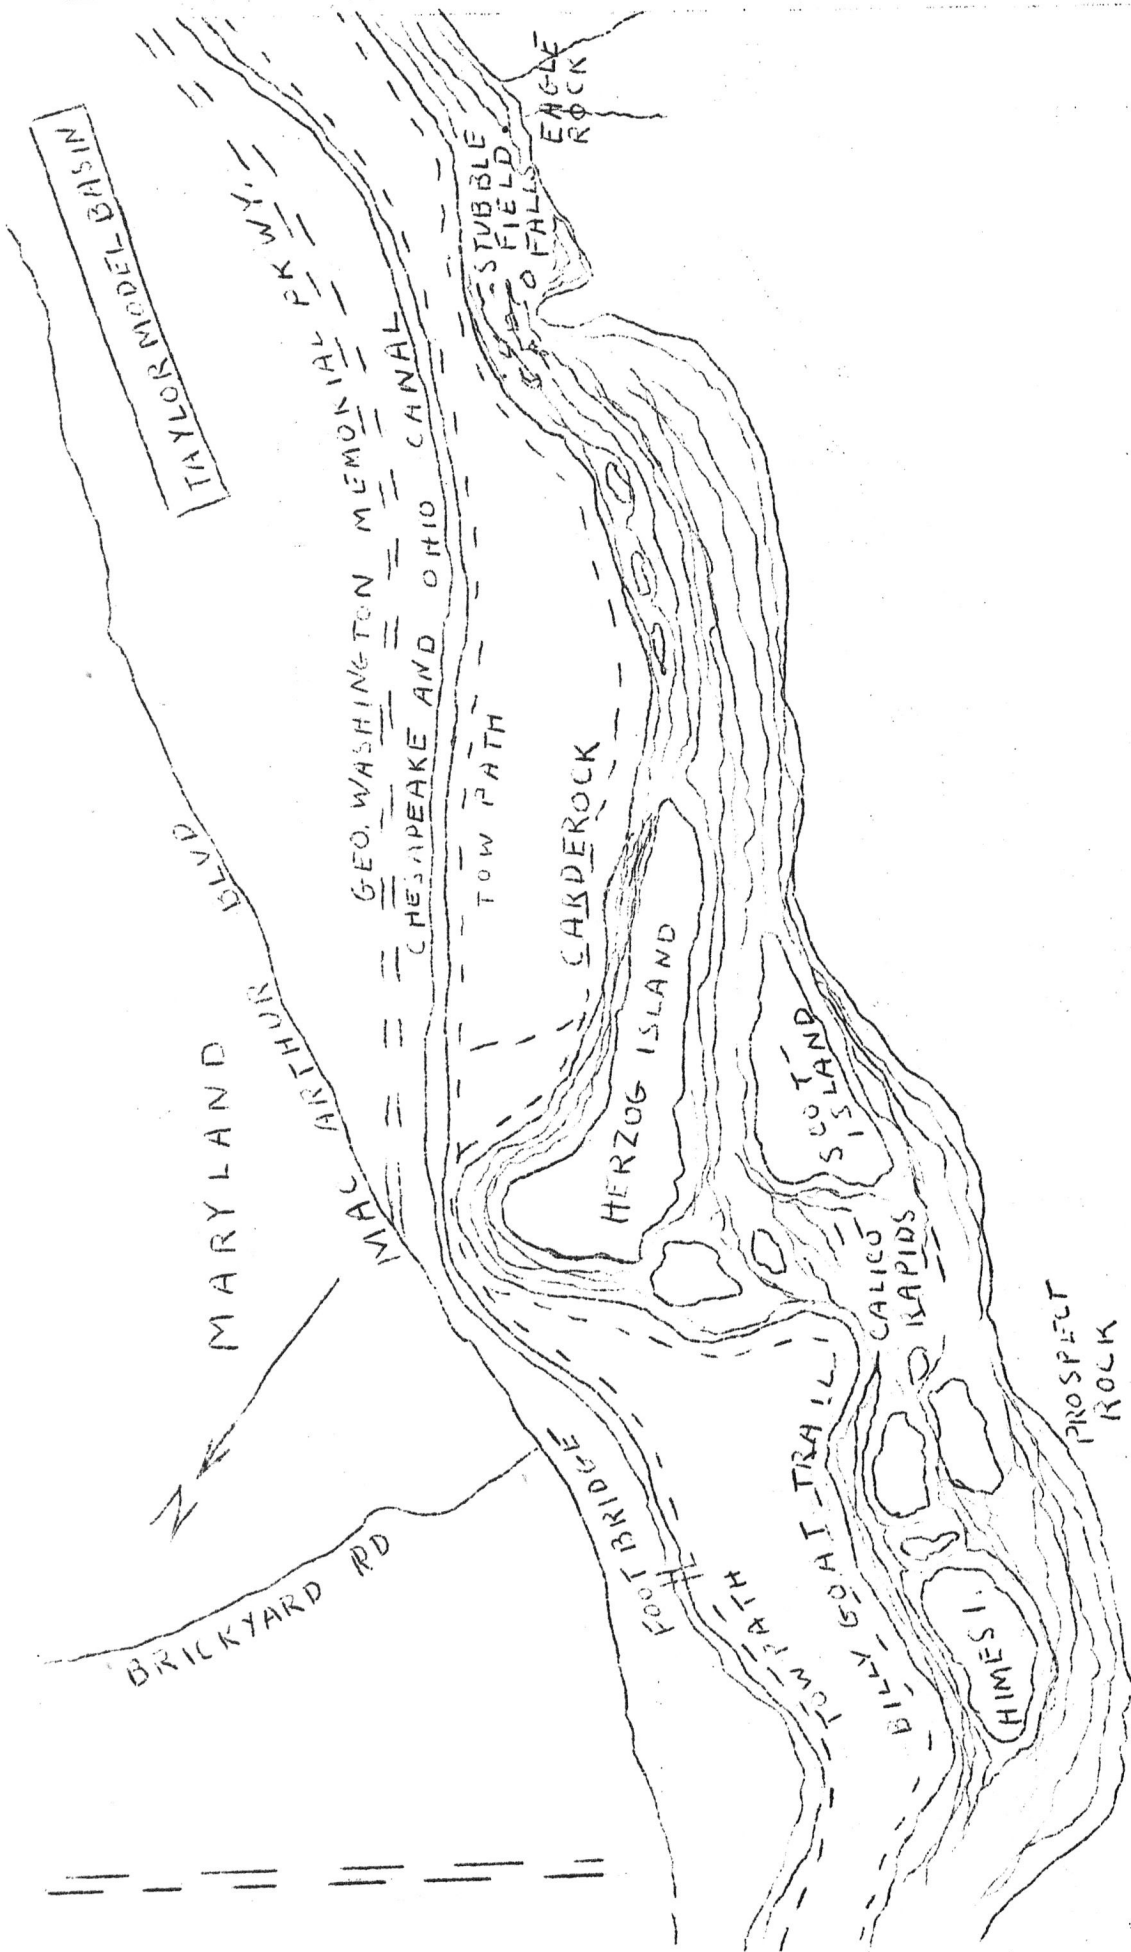 TAYLOR MODEL-BASIN
MARYLAND
MAC ARTHUR BLVD
GEO. WASHINGTON MEMORIAL PKWY.
CHESAPEAKE AND OHIO CANAL
TOW PATH
CARDEROCK
STUBBLE
FIELD
FALLS
EAGLE
ROCK
HERZOG ISLAND
SCOT
ISLAND
CALICO
RAPIDS
PROSPECT
ROCK
N
BRICKYARD RD
FOOT BRIDGE
TOW PATH
BILLY GOAT-TRAIL
HIMES I.